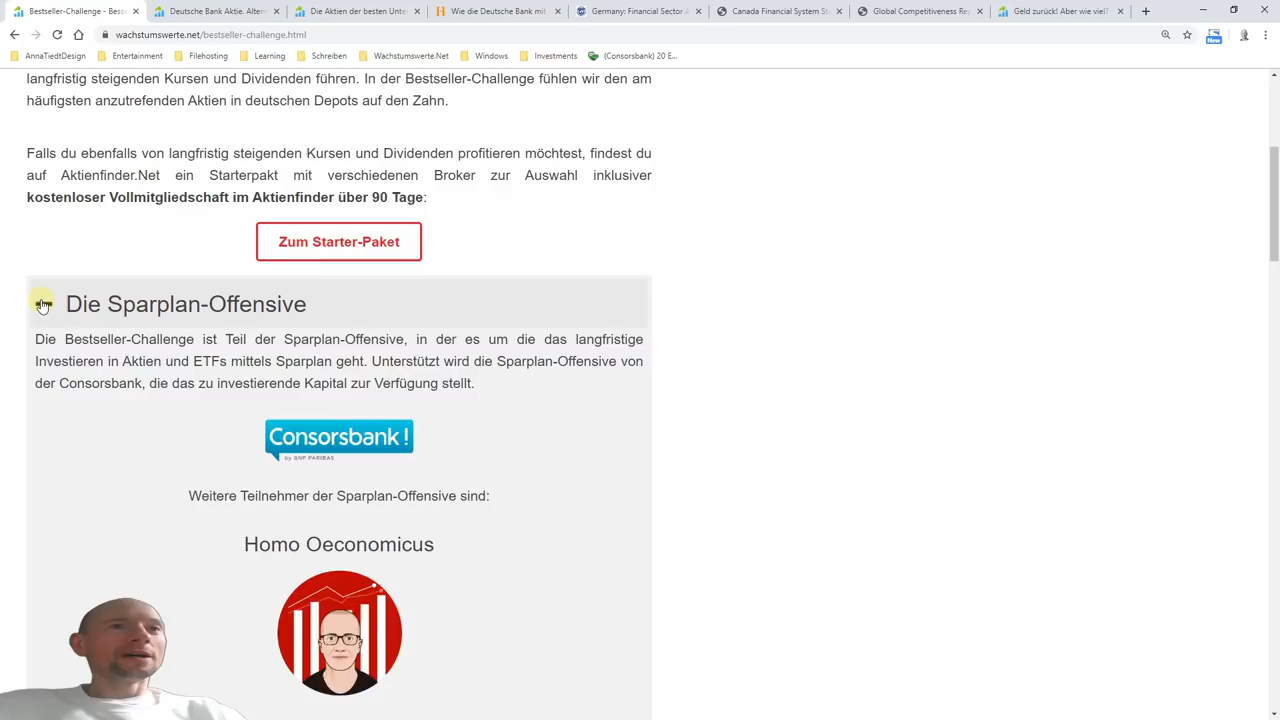 Bestseller-Challenge - Bes
Deutsche Bank Aktie. Altern
Die Aktien der besten Unter
Wie die Deutsche Bank mit
Germany: Financial Sector A
Canada Financial System St
Global Competitiveness Rep
Geld zurück! Aber wie viel?
wachstumswerte.net/bestseller-challenge.html
New
AnnaTiedtDesign
Entertainment
Filehosting
Learning
Schreiben
Wachstumswerte.Net
Windows
Investments
(Consorsbank) 20 E...
langfristig steigenden Kursen und Dividenden führen. In der Bestseller-Challenge fühlen wir den am
häufigsten anzutrefenden Aktien in deutschen Depots auf den Zahn.
Falls du ebenfalls von langfristig steigenden Kursen und Dividenden profitieren möchtest, findest du
auf Aktienfinder.Net ein Starterpakt mit verschiedenen Broker zur Auswahl inklusiver
kostenloser Vollmitgliedschaft im Aktienfinder über 90 Tage:
Zum Starter-Paket
Die Sparplan-Offensive
Die Bestseller-Challenge ist Teil der Sparplan-Offensive, in der es um die das langfristige
Investieren in Aktien und ETFs mittels Sparplan geht. Unterstützt wird die Sparplan-Offensive von
der Consorsbank, die das zu investierende Kapital zur Verfügung stellt.
Consorsbank!
by BNP PARIBAS
Weitere Teilnehmer der Sparplan-Offensive sind:
Homo Oeconomicus